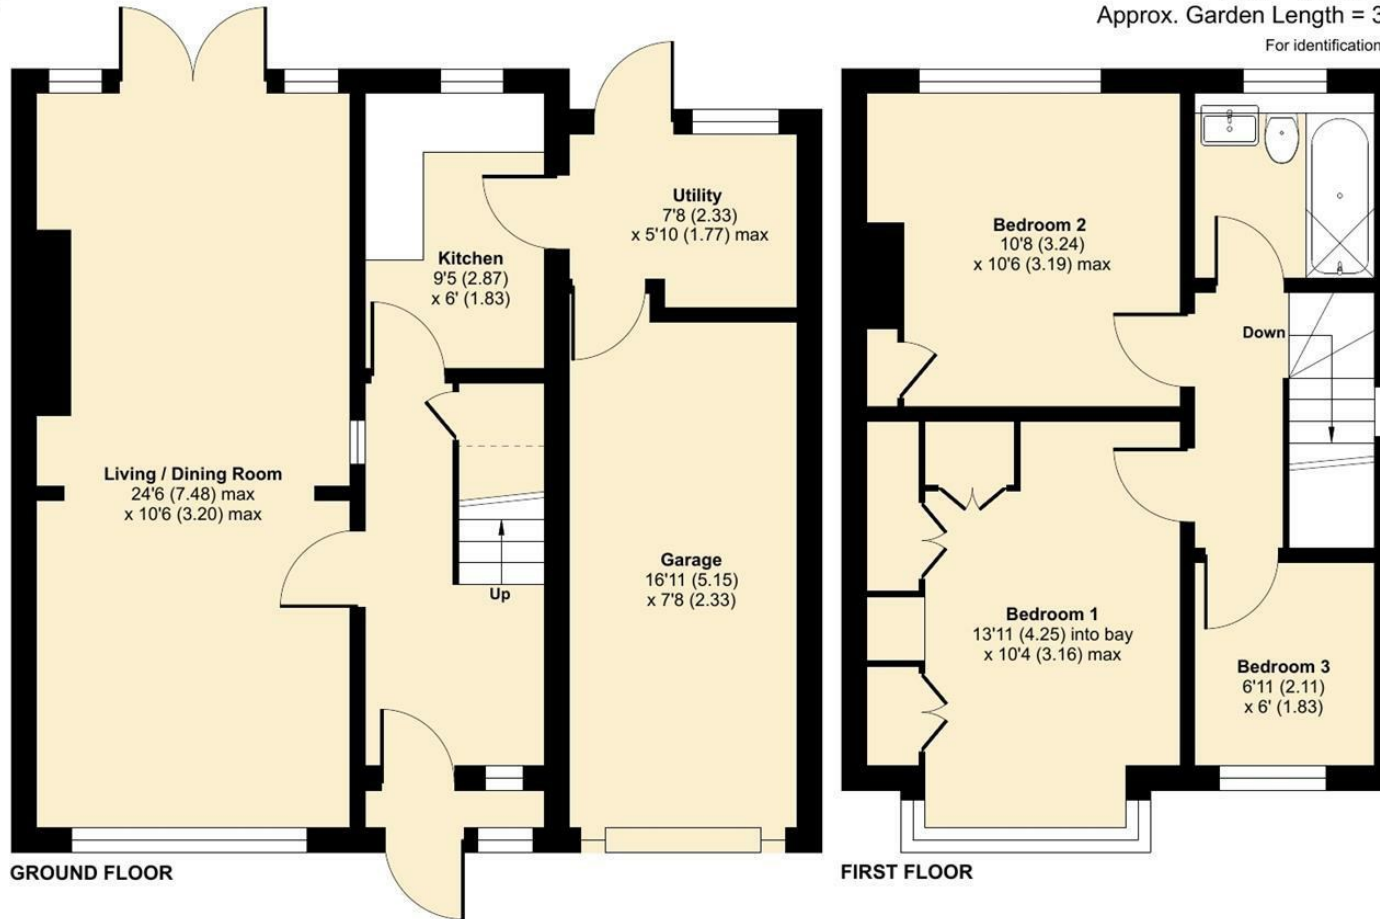 Approx. Garden Length = 3
For identification
Utility
7'8 (2.33)
x 5'10 (1.77) max
Kitchen
9'5 (2.87)
x 6' (1.83)
Living / Dining Room
24'6 (7.48) max
x 10'6 (3.20) max
Garage
16'11 (5.15)
x 7'8 (2.33)
Up
GROUND FLOOR
Bedroom 2
10'8 (3.24)
x 10'6 (3.19) max
Down
Bedroom 1
13'11 (4.25) into bay
x 10'4 (3.16) max
Bedroom 3
6'11 (2.11)
x 6' (1.83)
FIRST FLOOR